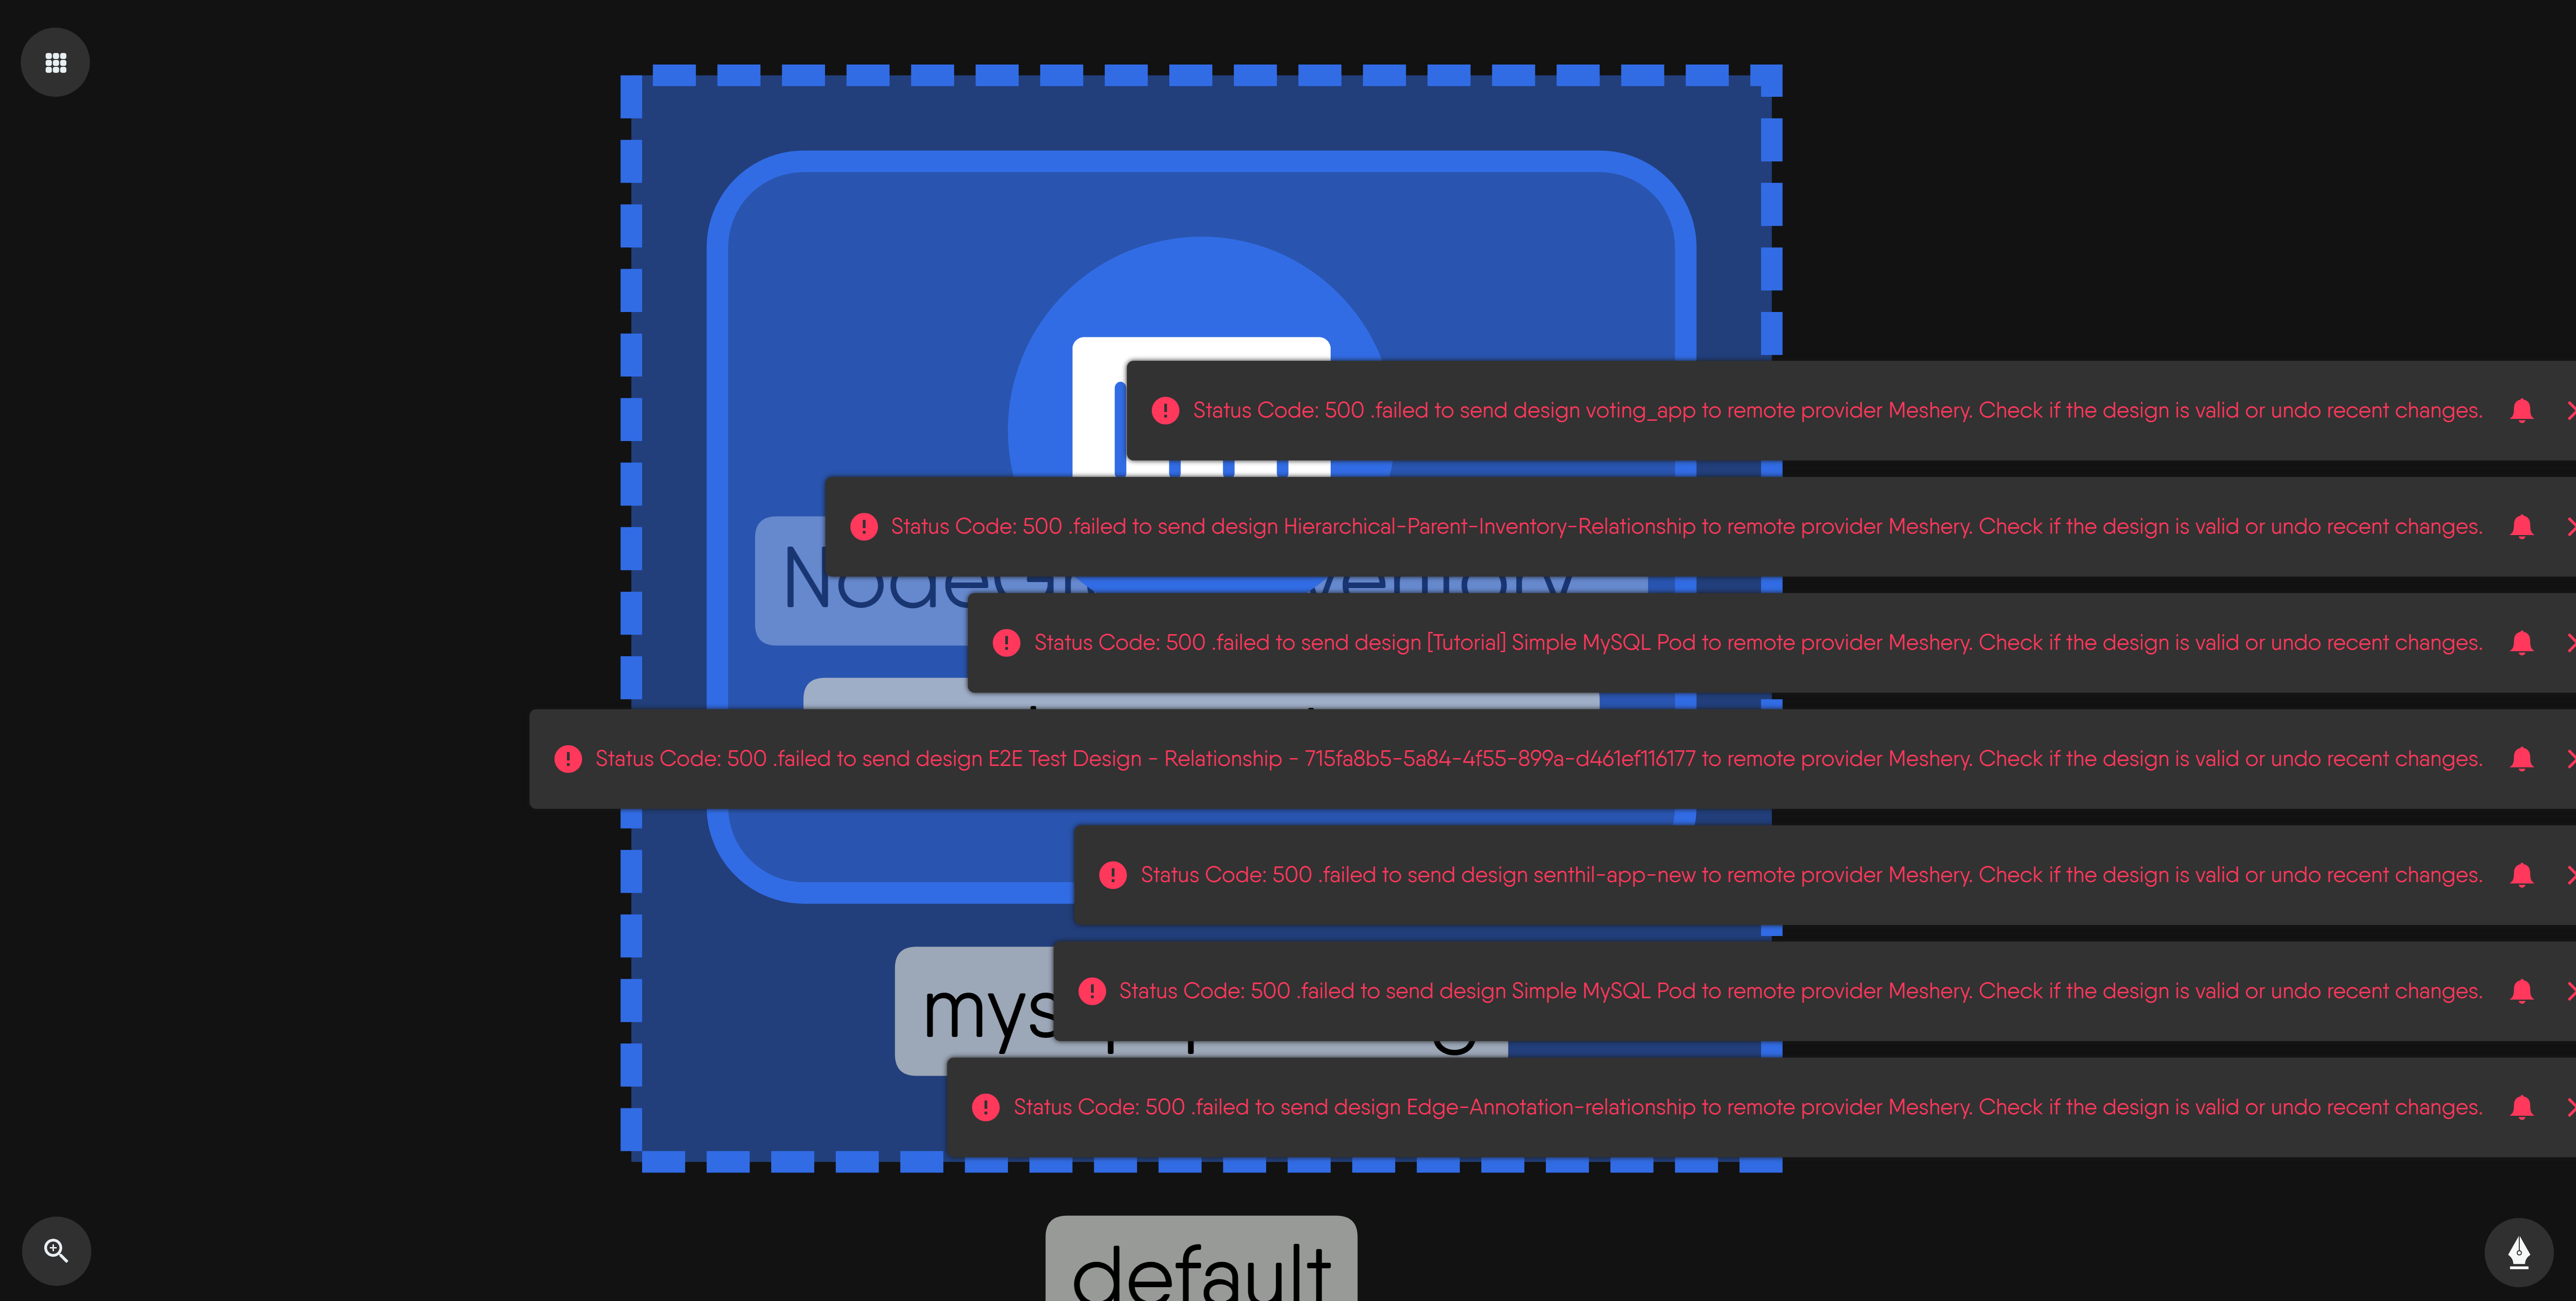 Status Code: 500 .failed to send design voting_app to remote provider Meshery. Check if the design is valid or undo recent changes.
Status Code: 500 .failed to send design Hierarchical-Parent-Inventory-Relationship to remote provider Meshery. Check if the design is valid or undo recent changes.
Status Code: 500 .failed to send design [Tutorial] Simple MySQL Pod to remote provider Meshery. Check if the design is valid or undo recent changes.
Status Code: 500 .failed to send design E2E Test Design - Relationship - 715fa8b5-5a84-4f55-899a-d461ef116177 to remote provider Meshery. Check if the design is valid or undo recent changes.
Status Code: 500 .failed to send design senthil-app-new to remote provider Meshery. Check if the design is valid or undo recent changes.
Status Code: 500 .failed to send design Simple MySQL Pod to remote provider Meshery. Check if the design is valid or undo recent changes.
Status Code: 500 .failed to send design Edge-Annotation-relationship to remote provider Meshery. Check if the design is valid or undo recent changes.
default